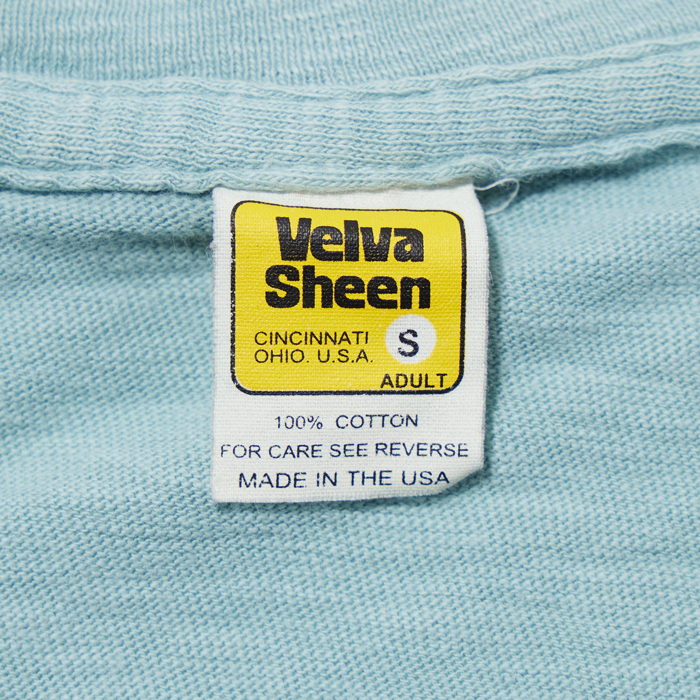 Velva
Sheen
CINCINNATI
OHIO. U.S.A.
S
ADULT
100% COTTON
FOR CARE SEE REVERSE
MADE IN THE USA